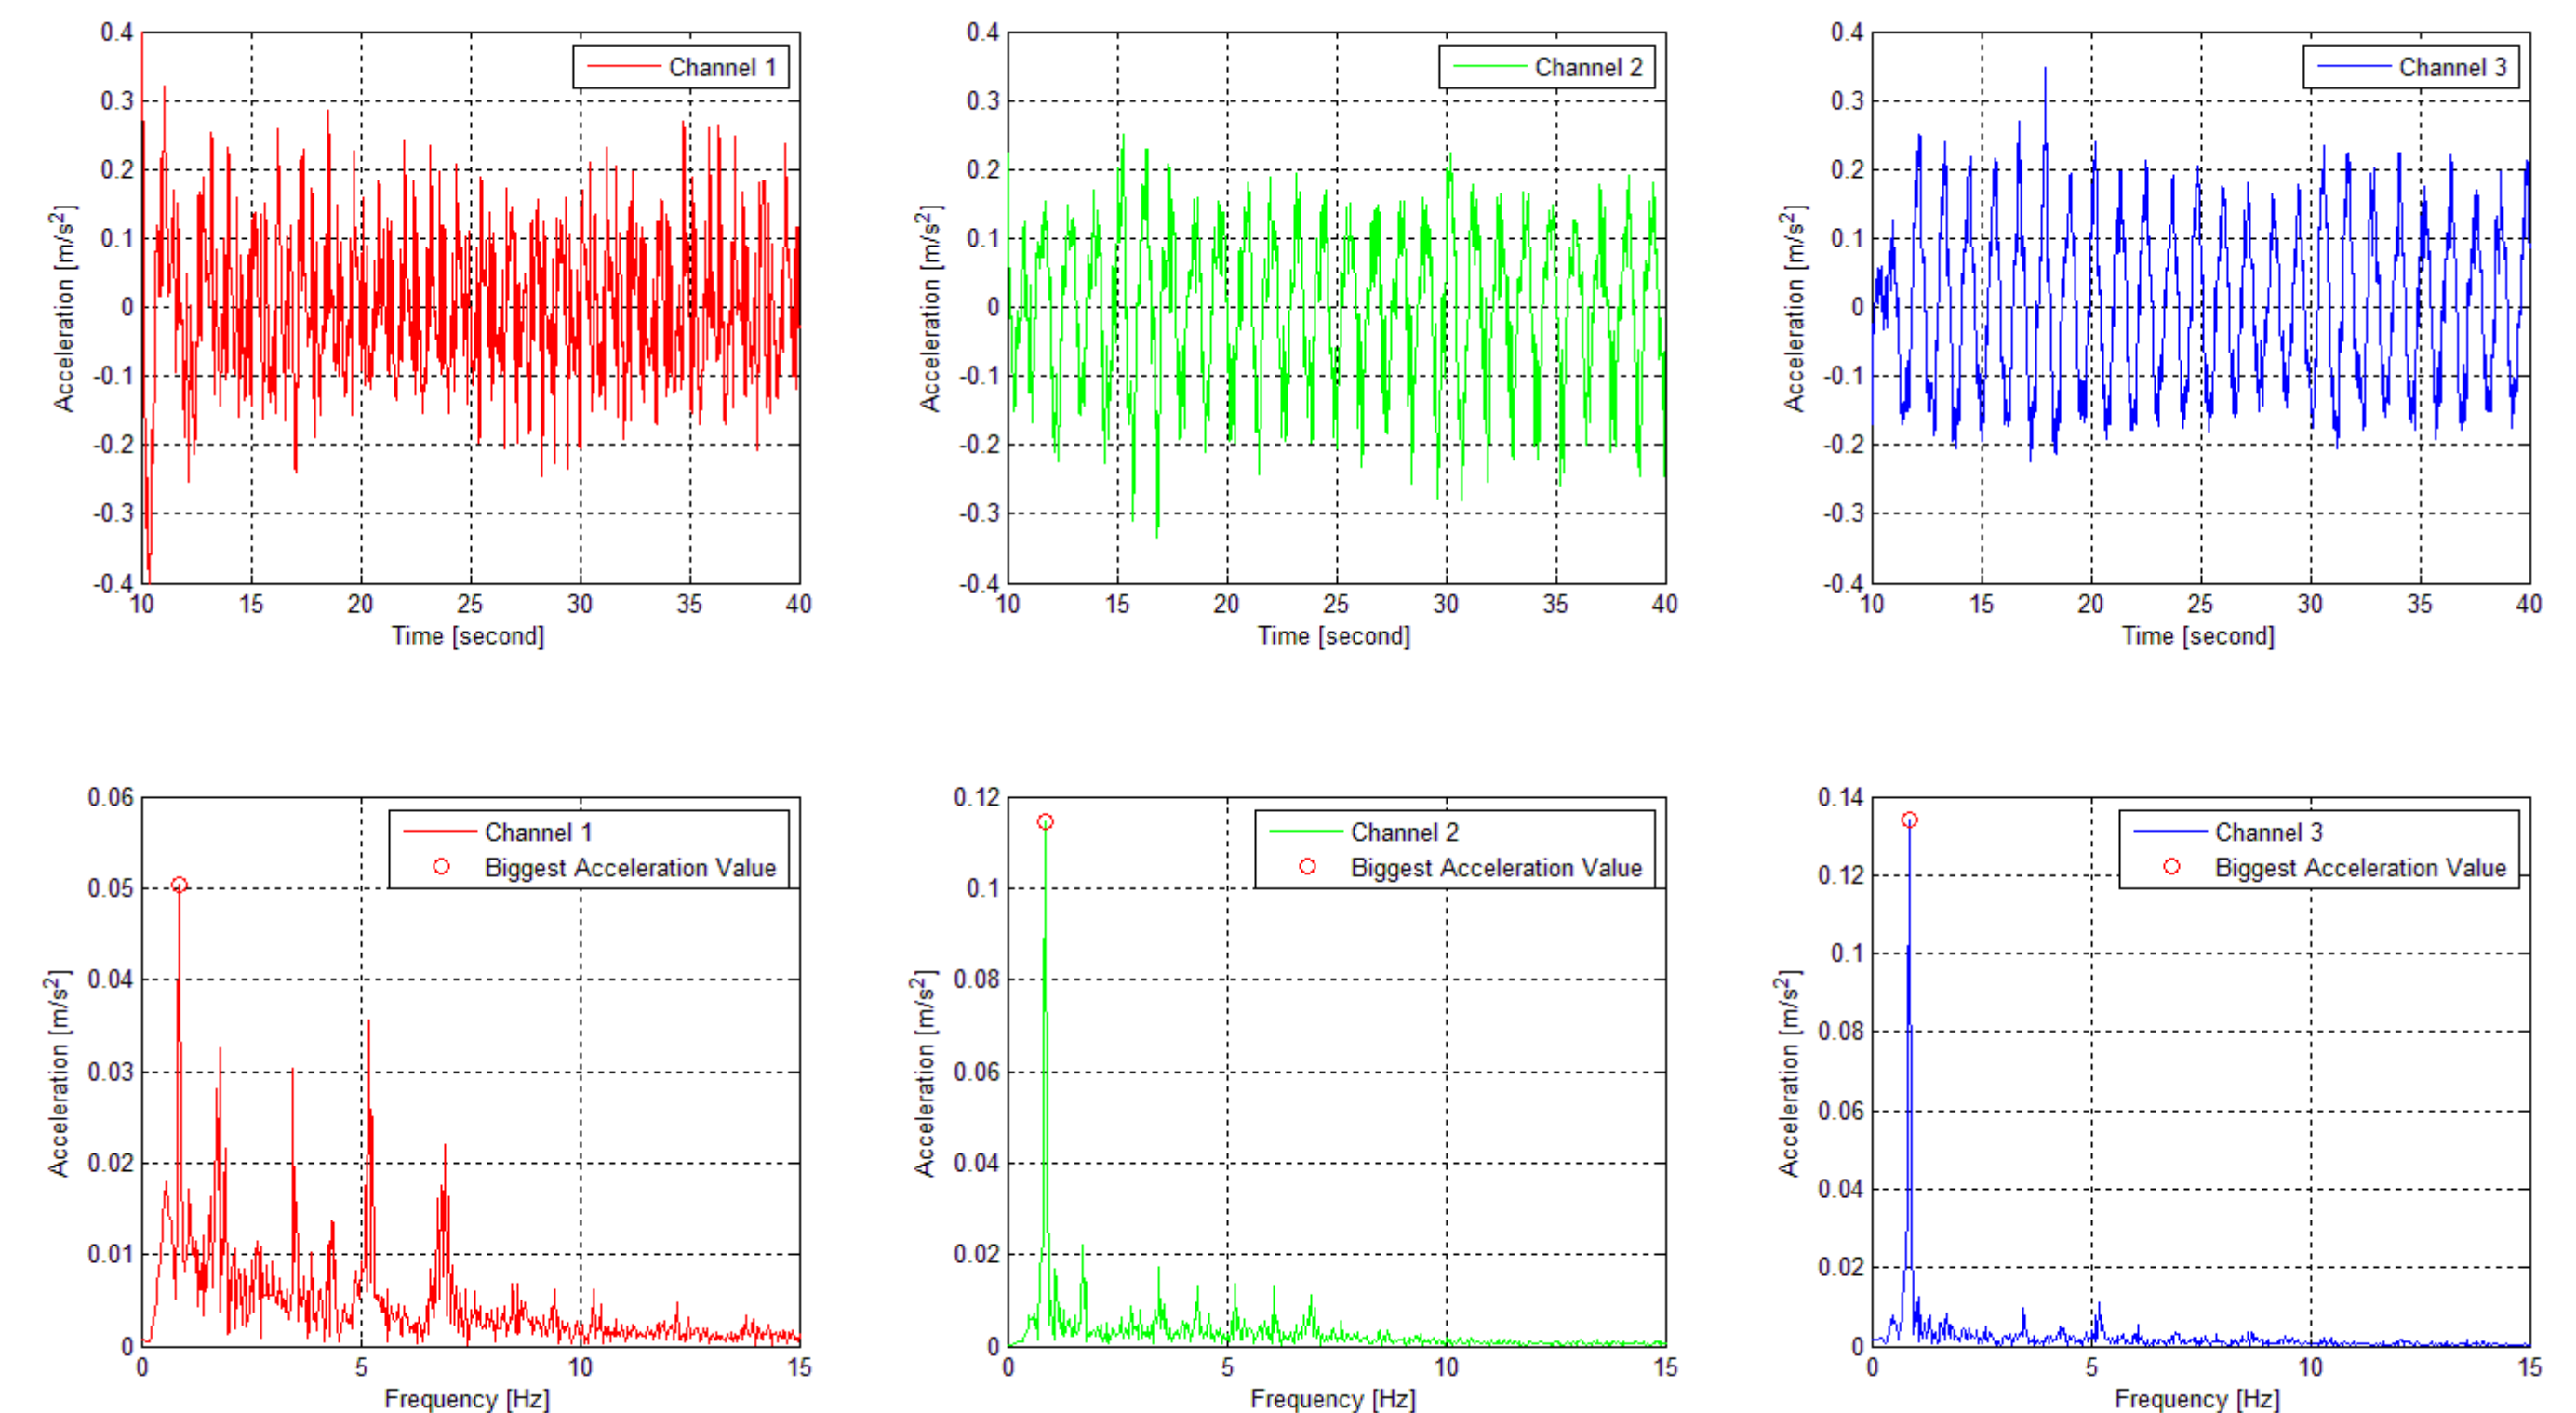 0.4
0.3
0.2
0.1
0
-0.1
-0.2
-0.3
-0.4
Acceleration [m/s²]
Channel 1
10 15 20 25 30 35 40
Time [second]
0.4
0.3
0.2
0.1
0
-0.1
-0.2
-0.3
-0.4
Acceleration [m/s²]
Channel 2
10 15 20 25 30 35 40
Time [second]
0.4
0.3
0.2
0.1
0
-0.1
-0.2
-0.3
-0.4
Acceleration [m/s²]
Channel 3
10 15 20 25 30 35 40
Time [second]
0.06
0.05
0.04
0.03
0.02
0.01
0
Acceleration [m/s²]
Channel 1
Biggest Acceleration Value
0 5 10 15
Frequency [Hz]
0.12
0.1
0.08
0.06
0.04
0.02
0
Acceleration [m/s²]
Channel 2
Biggest Acceleration Value
0 5 10 15
Frequency [Hz]
0.14
0.12
0.1
0.08
0.06
0.04
0.02
0
Acceleration [m/s²]
Channel 3
Biggest Acceleration Value
0 5 10 15
Frequency [Hz]